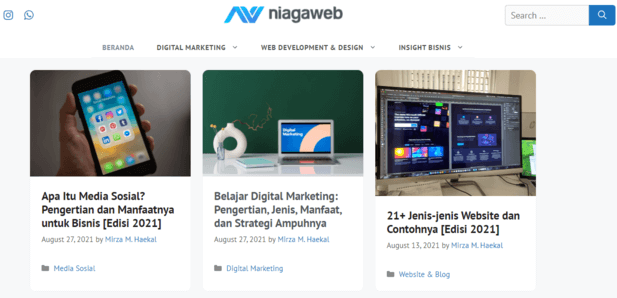 niagaweb
Search ...
BERANDA DIGITAL MARKETING WEB DEVELOPMENT & DESIGN INSIGHT BISNIS
Digital
Marketing
Apa Itu Media Sosial?
Pengertian dan Manfaatnya
untuk Bisnis [Edisi 2021]
August 27, 2021 by Mirza M. Haekal
Media Sosial
Belajar Digital Marketing:
Pengertian, Jenis, Manfaat,
dan Strategi Ampuhnya
August 27, 2021 by Mirza M. Haekal
Digital Marketing
21+ Jenis-jenis Website dan
Contohnya [Edisi 2021]
August 13, 2021 by Mirza M. Haekal
Website & Blog